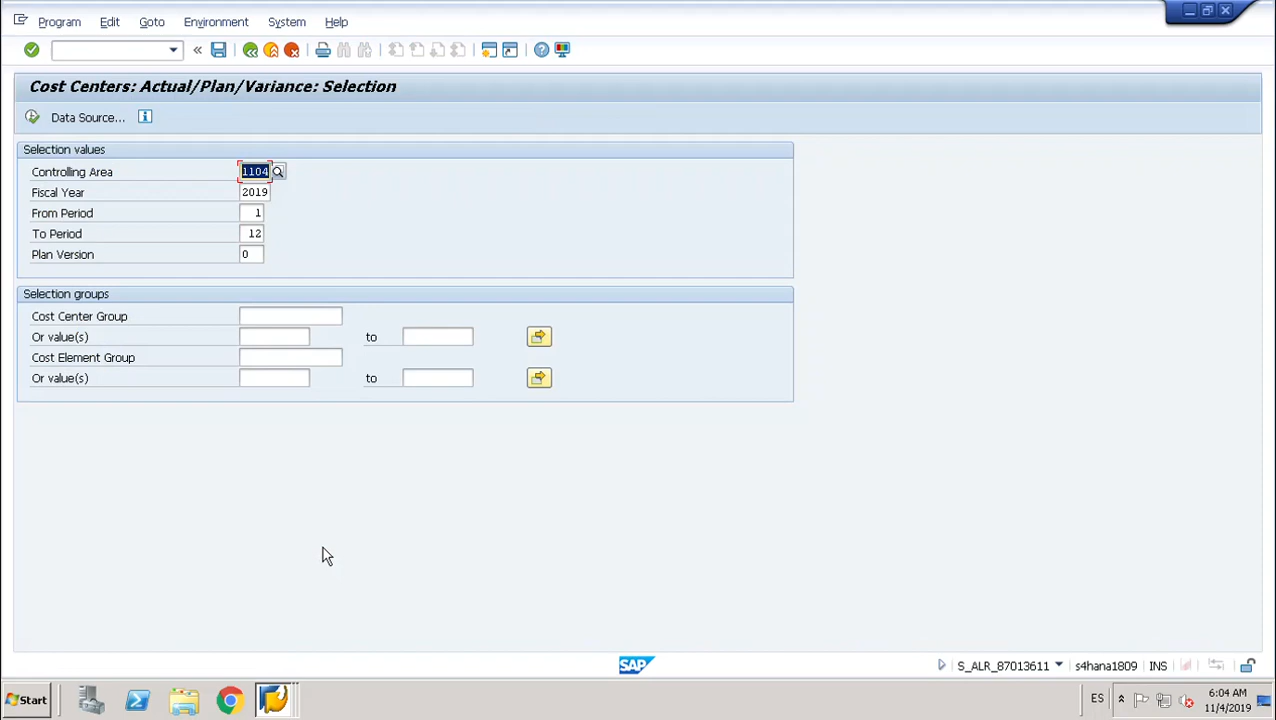 Program Edit Goto Environment System Help
Cost Centers: Actual/Plan/Variance: Selection
Data Source...
Selection values
Controlling Area 1104
Fiscal Year 2019
From Period 1
To Period 12
Plan Version 0
Selection groups
Cost Center Group
Or value(s) to
Cost Element Group
Or value(s) to
SAP
S_ALR_87013611 s4hana1809 INS
Start
ES
6:04 AM
11/4/2019